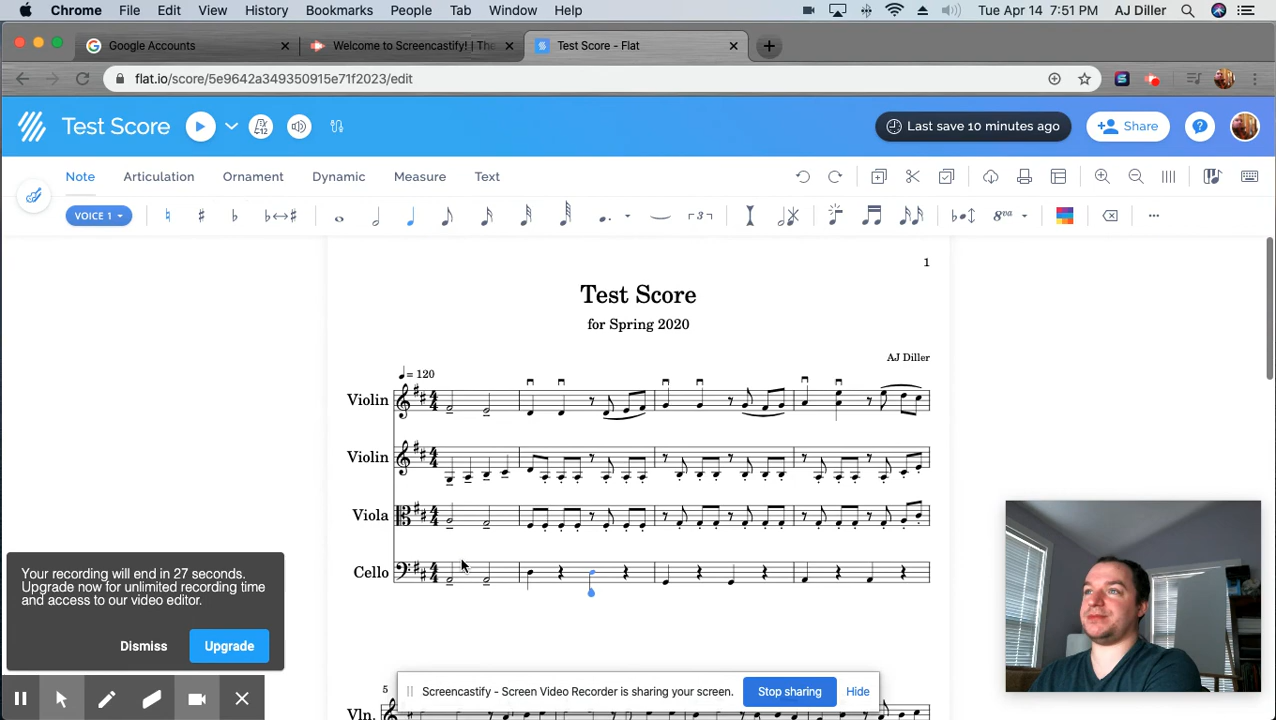 Chrome File Edit View History Bookmarks People Tab Window Help Tue Apr 14 7:51 PM AJ Diller
Google Accounts Welcome to Screencastify! | The Test Score - Flat
flat.io/score/5e9642a349350915e71f2023/edit
Test Score Last save 10 minutes ago Share
Note Articulation Ornament Dynamic Measure Text
VOICE 1 8va
1
Test Score
for Spring 2020
AJ Diller
= 120
Violin
Violin
Viola
Cello
Your recording will end in 27 seconds.
Upgrade now for unlimited recording time
and access to our video editor.
Dismiss Upgrade
Screencastify - Screen Video Recorder is sharing your screen. Stop sharing Hide
5
Vln.